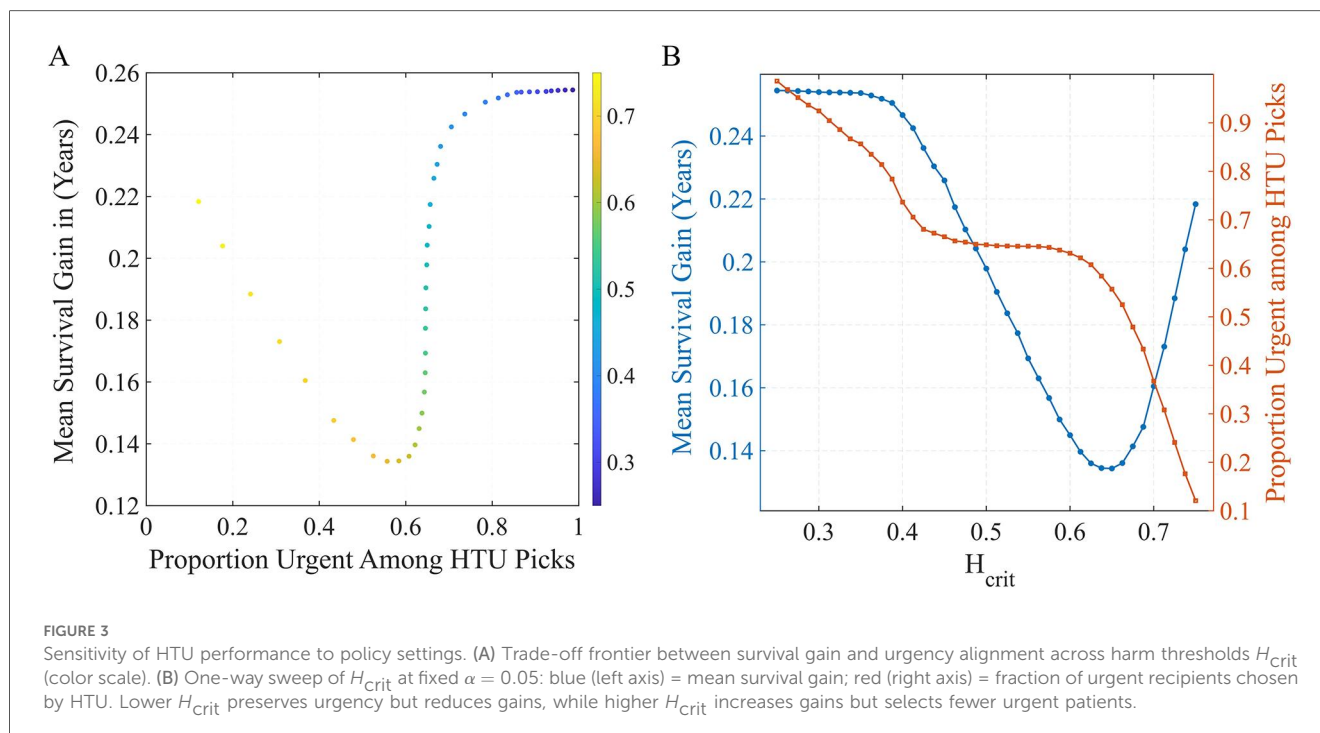 A
0.26
0.24
0.22
0.2
0.18
0.16
0.14
0.12
Mean Survival Gain in (Years)
0 0.2 0.4 0.6 0.8 1
Proportion Urgent Among HTU Picks
0.7
0.6
0.5
0.4
0.3
B
0.24
0.22
0.2
0.18
0.16
0.14
Mean Survival Gain (Years)
0.3 0.4 0.5 0.6 0.7
H_crit
0.9
0.8
0.7
0.6
0.5
0.4
0.3
0.2
0.1
Proportion Urgent among HTU Picks
FIGURE 3
Sensitivity of HTU performance to policy settings. (A) Trade-off frontier between survival gain and urgency alignment across harm thresholds H_crit
(color scale). (B) One-way sweep of H_crit at fixed α = 0.05: blue (left axis) = mean survival gain; red (right axis) = fraction of urgent recipients chosen
by HTU. Lower H_crit preserves urgency but reduces gains, while higher H_crit increases gains but selects fewer urgent patients.